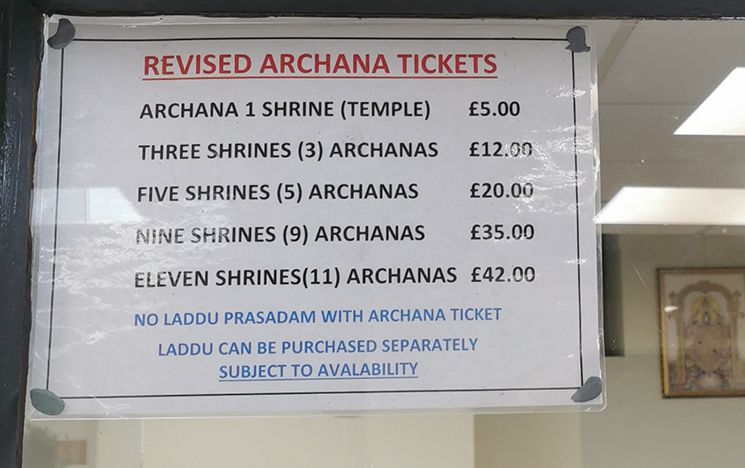 REVISED ARCHANA TICKETS
ARCHANA 1 SHRINE (TEMPLE) £5.00
THREE SHRINES (3) ARCHANAS £12.00
FIVE SHRINES (5) ARCHANAS £20.00
NINE SHRINES (9) ARCHANAS £35.00
ELEVEN SHRINES(11) ARCHANAS £42.00
NO LADDU PRASADAM WITH ARCHANA TICKET
LADDU CAN BE PURCHASED SEPARATELY
SUBJECT TO AVALABILITY